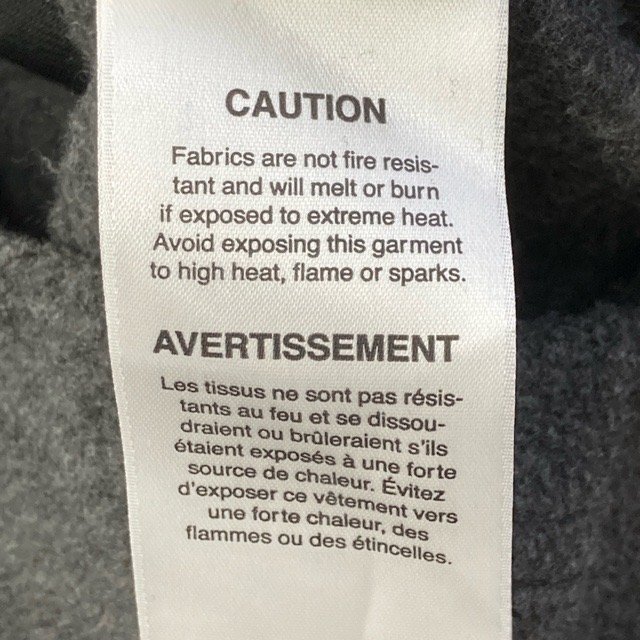 CAUTION
Fabrics are not fire resis-
tant and will melt or burn
if exposed to extreme heat.
Avoid exposing this garment
to high heat, flame or sparks.
AVERTISSEMENT
Les tissus ne sont pas résis-
tants au feu et se dissou-
draient ou brûleraient s'ils
étaient exposés à une forte
source de chaleur. Évitez
d'exposer ce vêtement vers
une forte chaleur, des
flammes ou des étincelles.